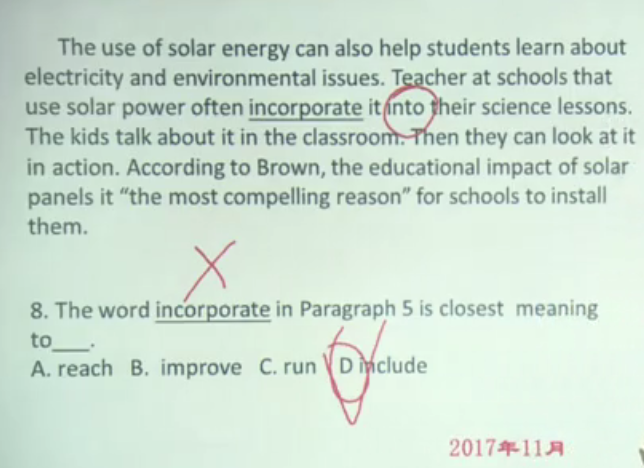 The use of solar energy can also help students learn about
electricity and environmental issues. Teacher at schools that
use solar power often incorporate it into their science lessons.
The kids talk about it in the classroom. Then they can look at it
in action. According to Brown, the educational impact of solar
panels it “the most compelling reason” for schools to install
them.
8. The word incorporate in Paragraph 5 is closest meaning
to___.
A. reach B. improve C. run D include
2017年11月